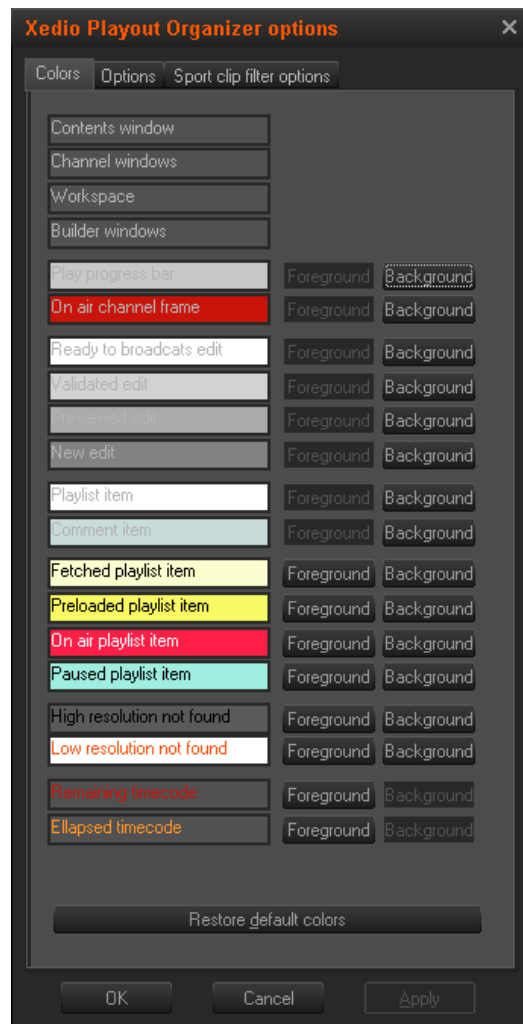 Xedio Playout Organizer options
Colors Options Sport clip filter options
Contents window
Channel windows
Workspace
Builder windows
Play progress bar Foreground Background
On air channel frame Foreground Background
Ready to broadcats edit Foreground Background
Validated edit Foreground Background
Previewed edit Foreground Background
New edit Foreground Background
Playlist item Foreground Background
Comment item Foreground Background
Fetched playlist item Foreground Background
Preloaded playlist item Foreground Background
On air playlist item Foreground Background
Paused playlist item Foreground Background
High resolution not found Foreground Background
Low resolution not found Foreground Background
Remaining timecode Foreground Background
Ellapsed timecode Foreground Background
Restore default colors
OK Cancel Apply